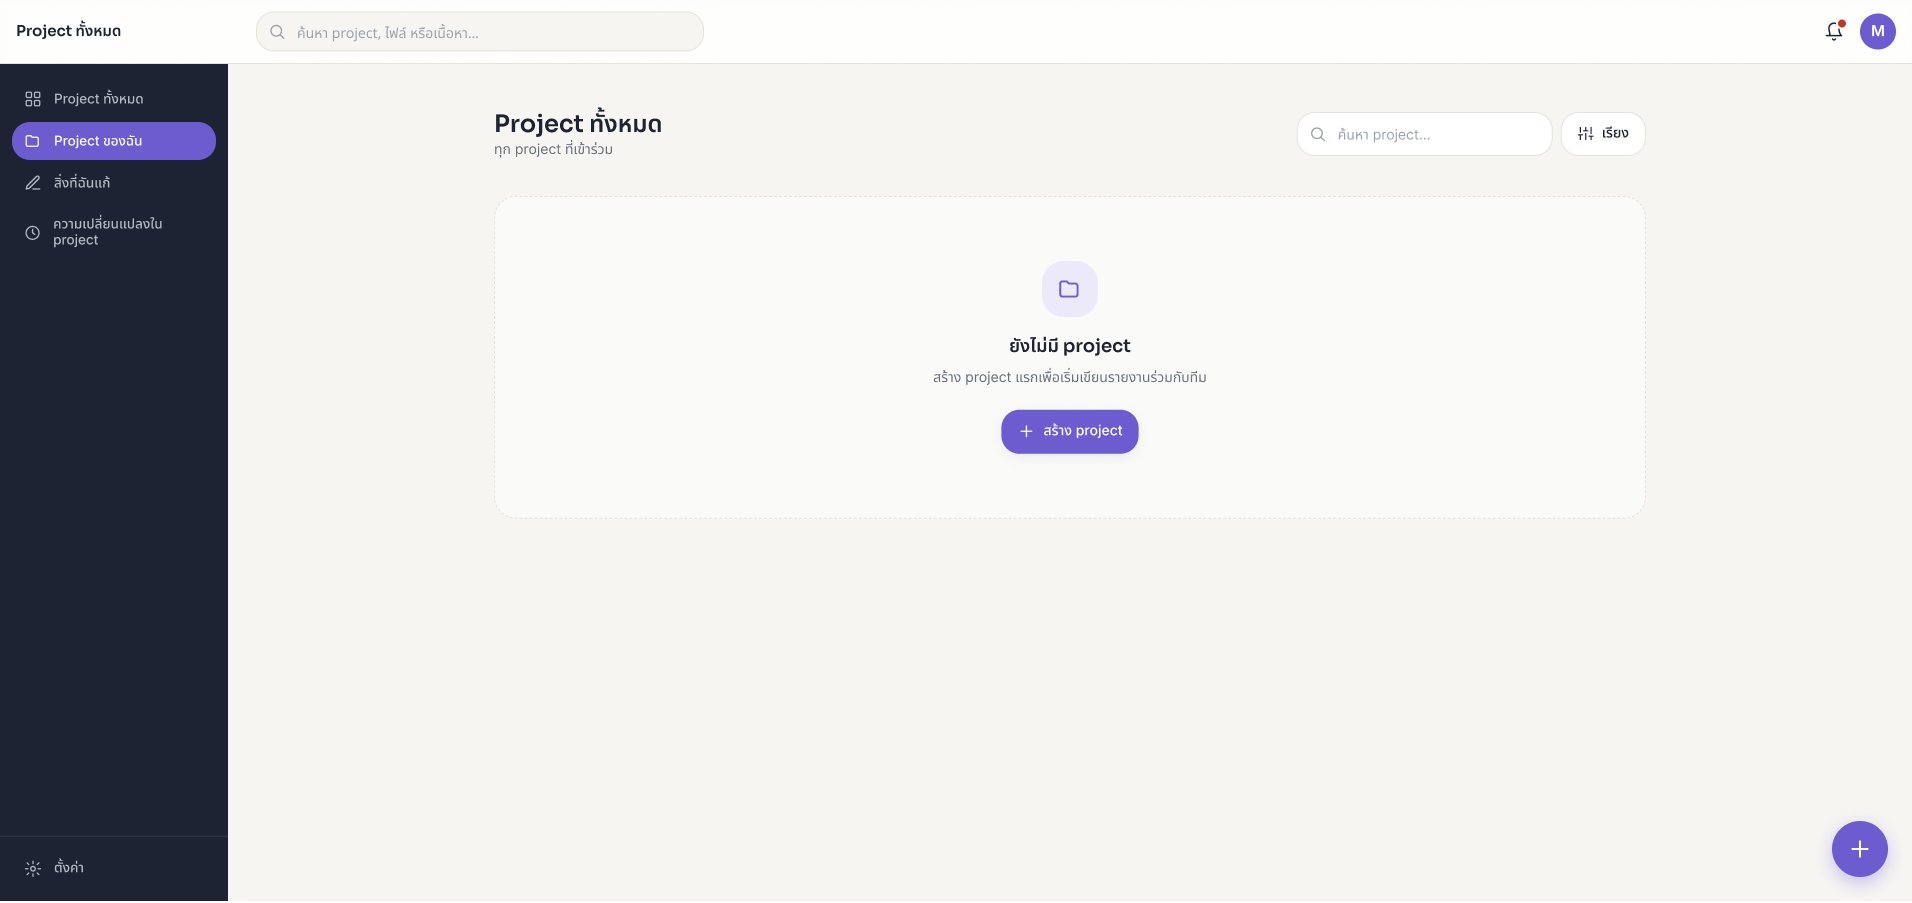 Project ทั้งหมด
ค้นหา project, ไฟล์ หรือเนื้อหา...
M
Project ทั้งหมด
Project ของฉัน
สิ่งที่ฉันแก้
ความเปลี่ยนแปลงใน
project
ตั้งค่า
Project ทั้งหมด
ทุก project ที่เข้าร่วม
ค้นหา project...
เรียง
ยังไม่มี project
สร้าง project แรกเพื่อเริ่มเขียนรายงานร่วมกับทีม
สร้าง project